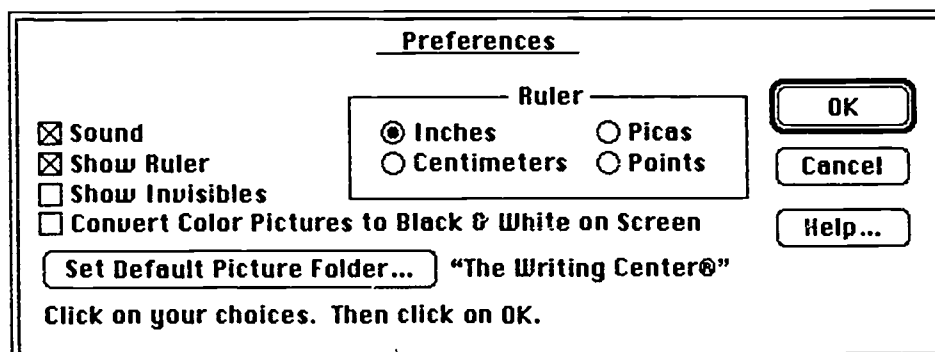 Preferences
Ruler
Sound
Show Ruler
Show Invisibles
Convert Color Pictures to Black & White on Screen
Inches
Picas
Centimeters
Points
OK
Cancel
Help...
Set Default Picture Folder... "The Writing Center®"
Click on your choices. Then click on OK.